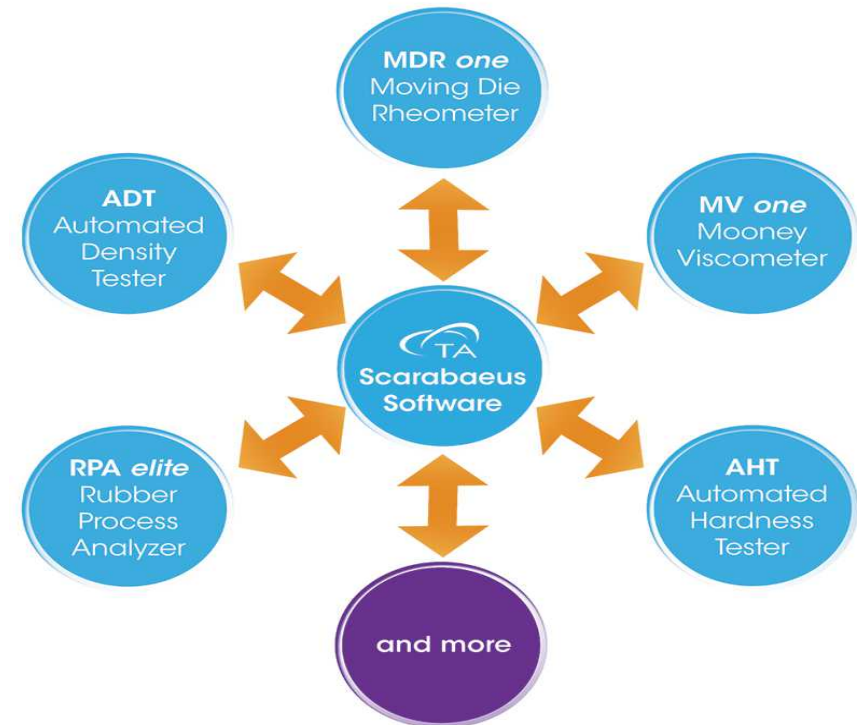 MDR one
Moving Die
Rheometer
ADT
Automated
Density
Tester
MV one
Mooney
Viscometer
TA
Scarabaeus
Software
RPA elite
Rubber
Process
Analyzer
AHT
Automated
Hardness
Tester
and more